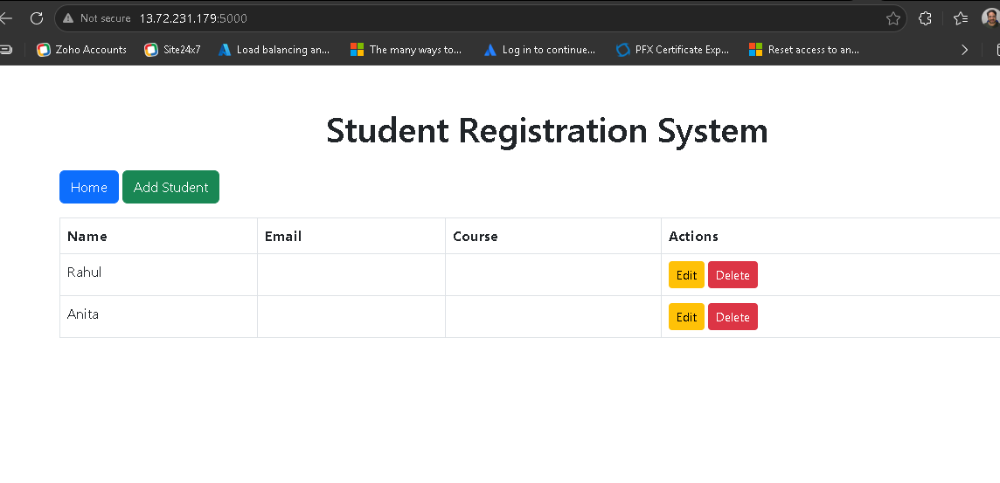 Not secure 13.72.231.179:5000
Zoho Accounts Site24x7 Load balancing an... The many ways to... Log in to continue... PFX Certificate Exp... Reset access to an...
Student Registration System
Home Add Student
Name Email Course Actions
Rahul Edit Delete
Anita Edit Delete